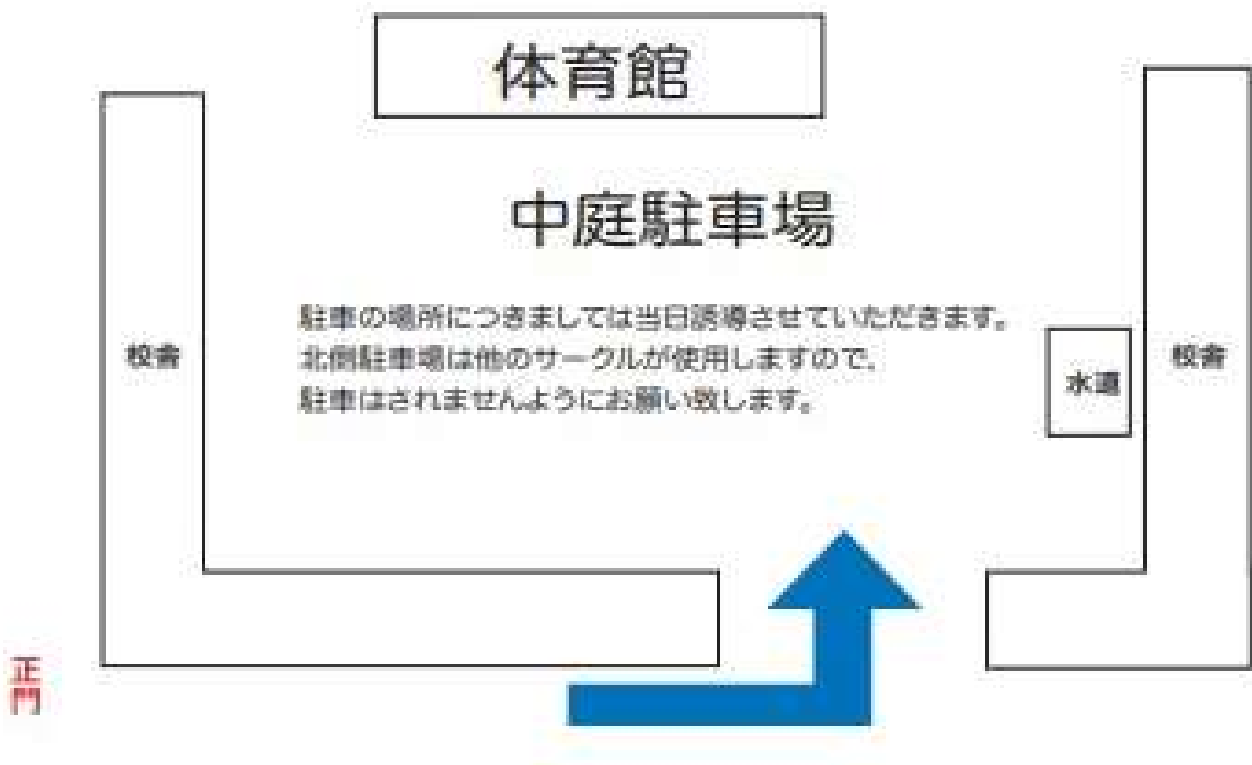 体育館
中庭駐車場
駐車の場所につきましては当日誘導させていただきます。
北側駐車場は他のサークルが使用しますので、
駐車はされませんようにお願い致します。
校舎
水道
校舎
正門